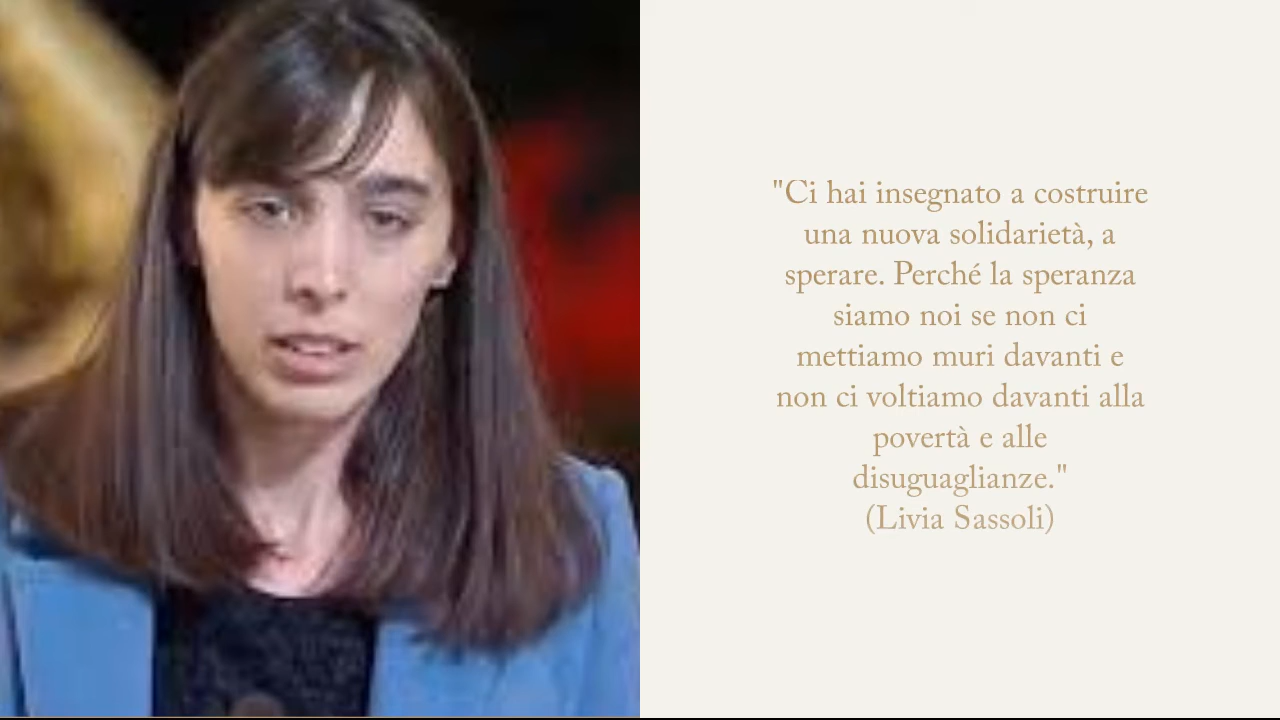 "Ci hai insegnato a costruire
una nuova solidarietà, a
sperare. Perché la speranza
siamo noi se non ci
mettiamo muri davanti e
non ci voltiamo davanti alla
povertà e alle
disuguaglianze."
(Livia Sassoli)